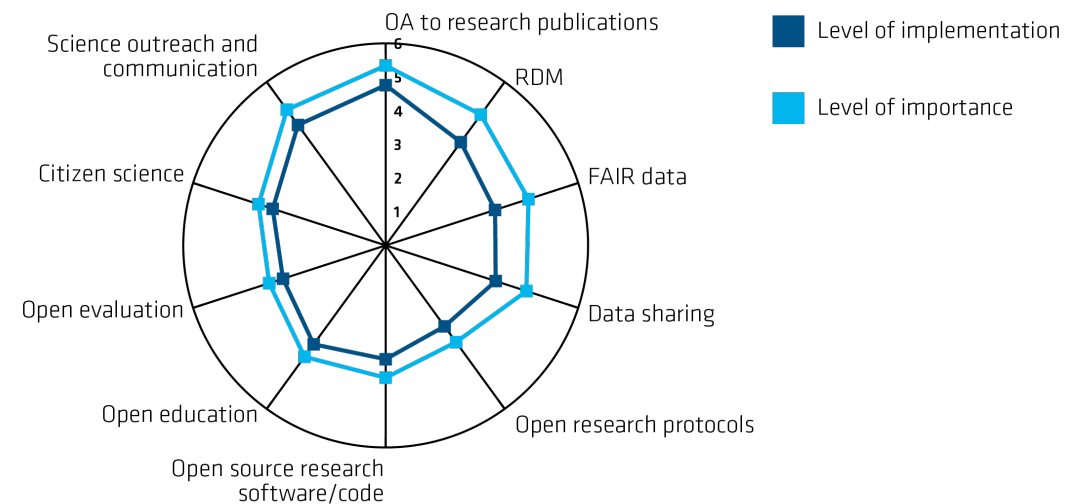 OA to research publications
Level of implementation
Science outreach and
communication
6
RDM
5
Level of importance
4
3
Citizen science
FAIR data
2
1
Open evaluation
Data sharing
Open education
Open research protocols
Open source research
software/code